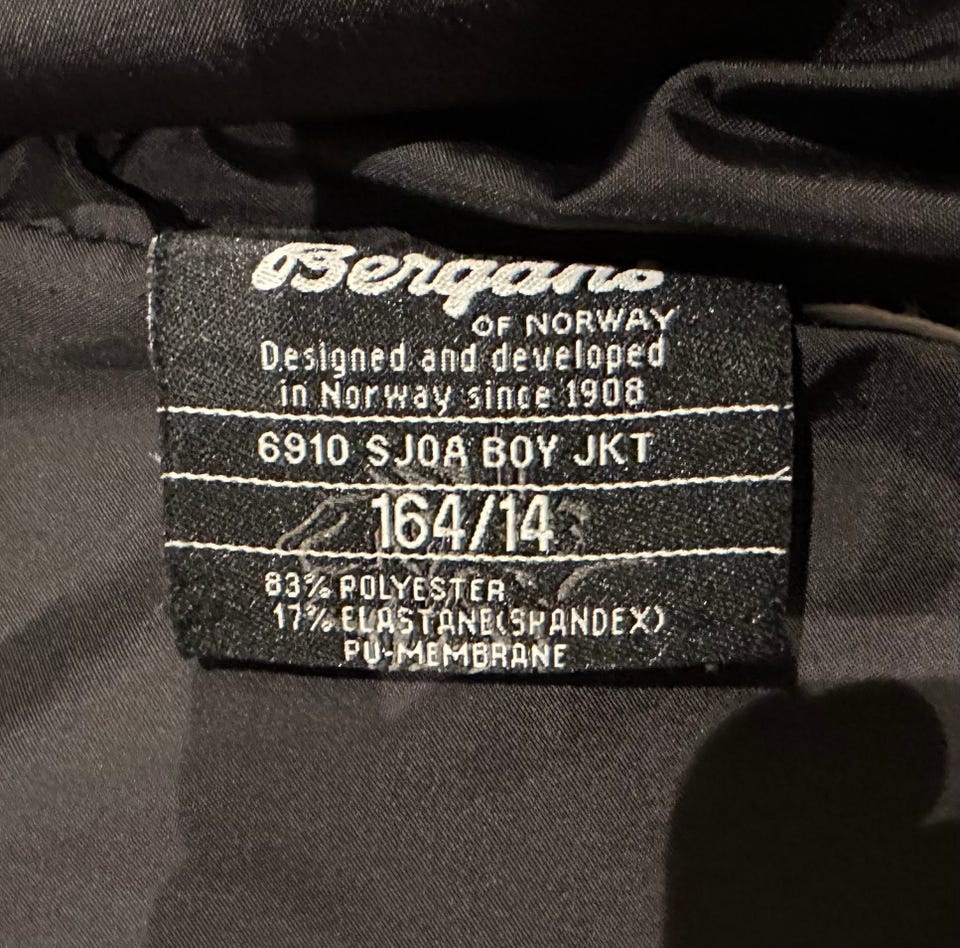 Bergans
OF NORWAY
Designed and developed
in Norway since 1908
6910 SJOA BOY JKT
164/14
83% POLYESTER
17% ELASTANE(SPANDEX)
PU-MEMBRANE